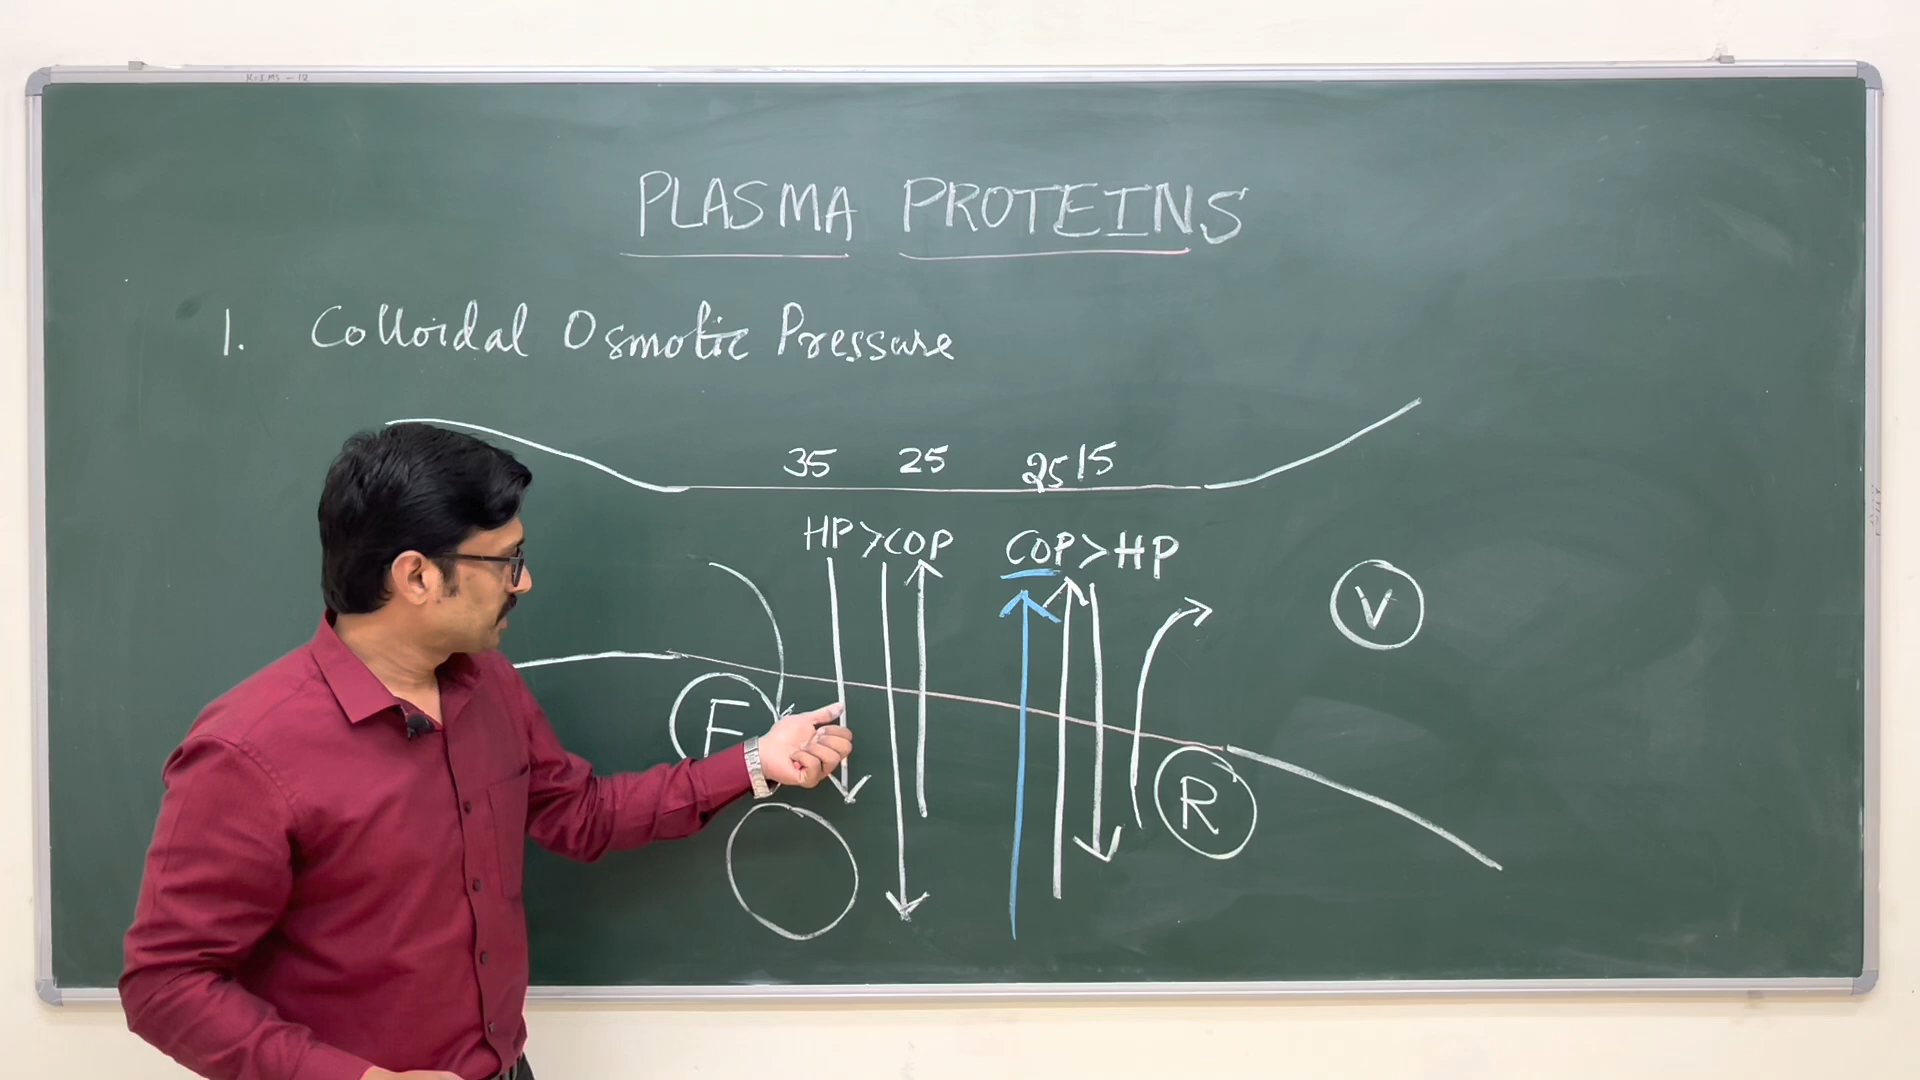 PLASMA PROTEINS
1. Colloidal Osmotic Pressure
35 25 25 15
HP>COP COP>HP
V
F
R